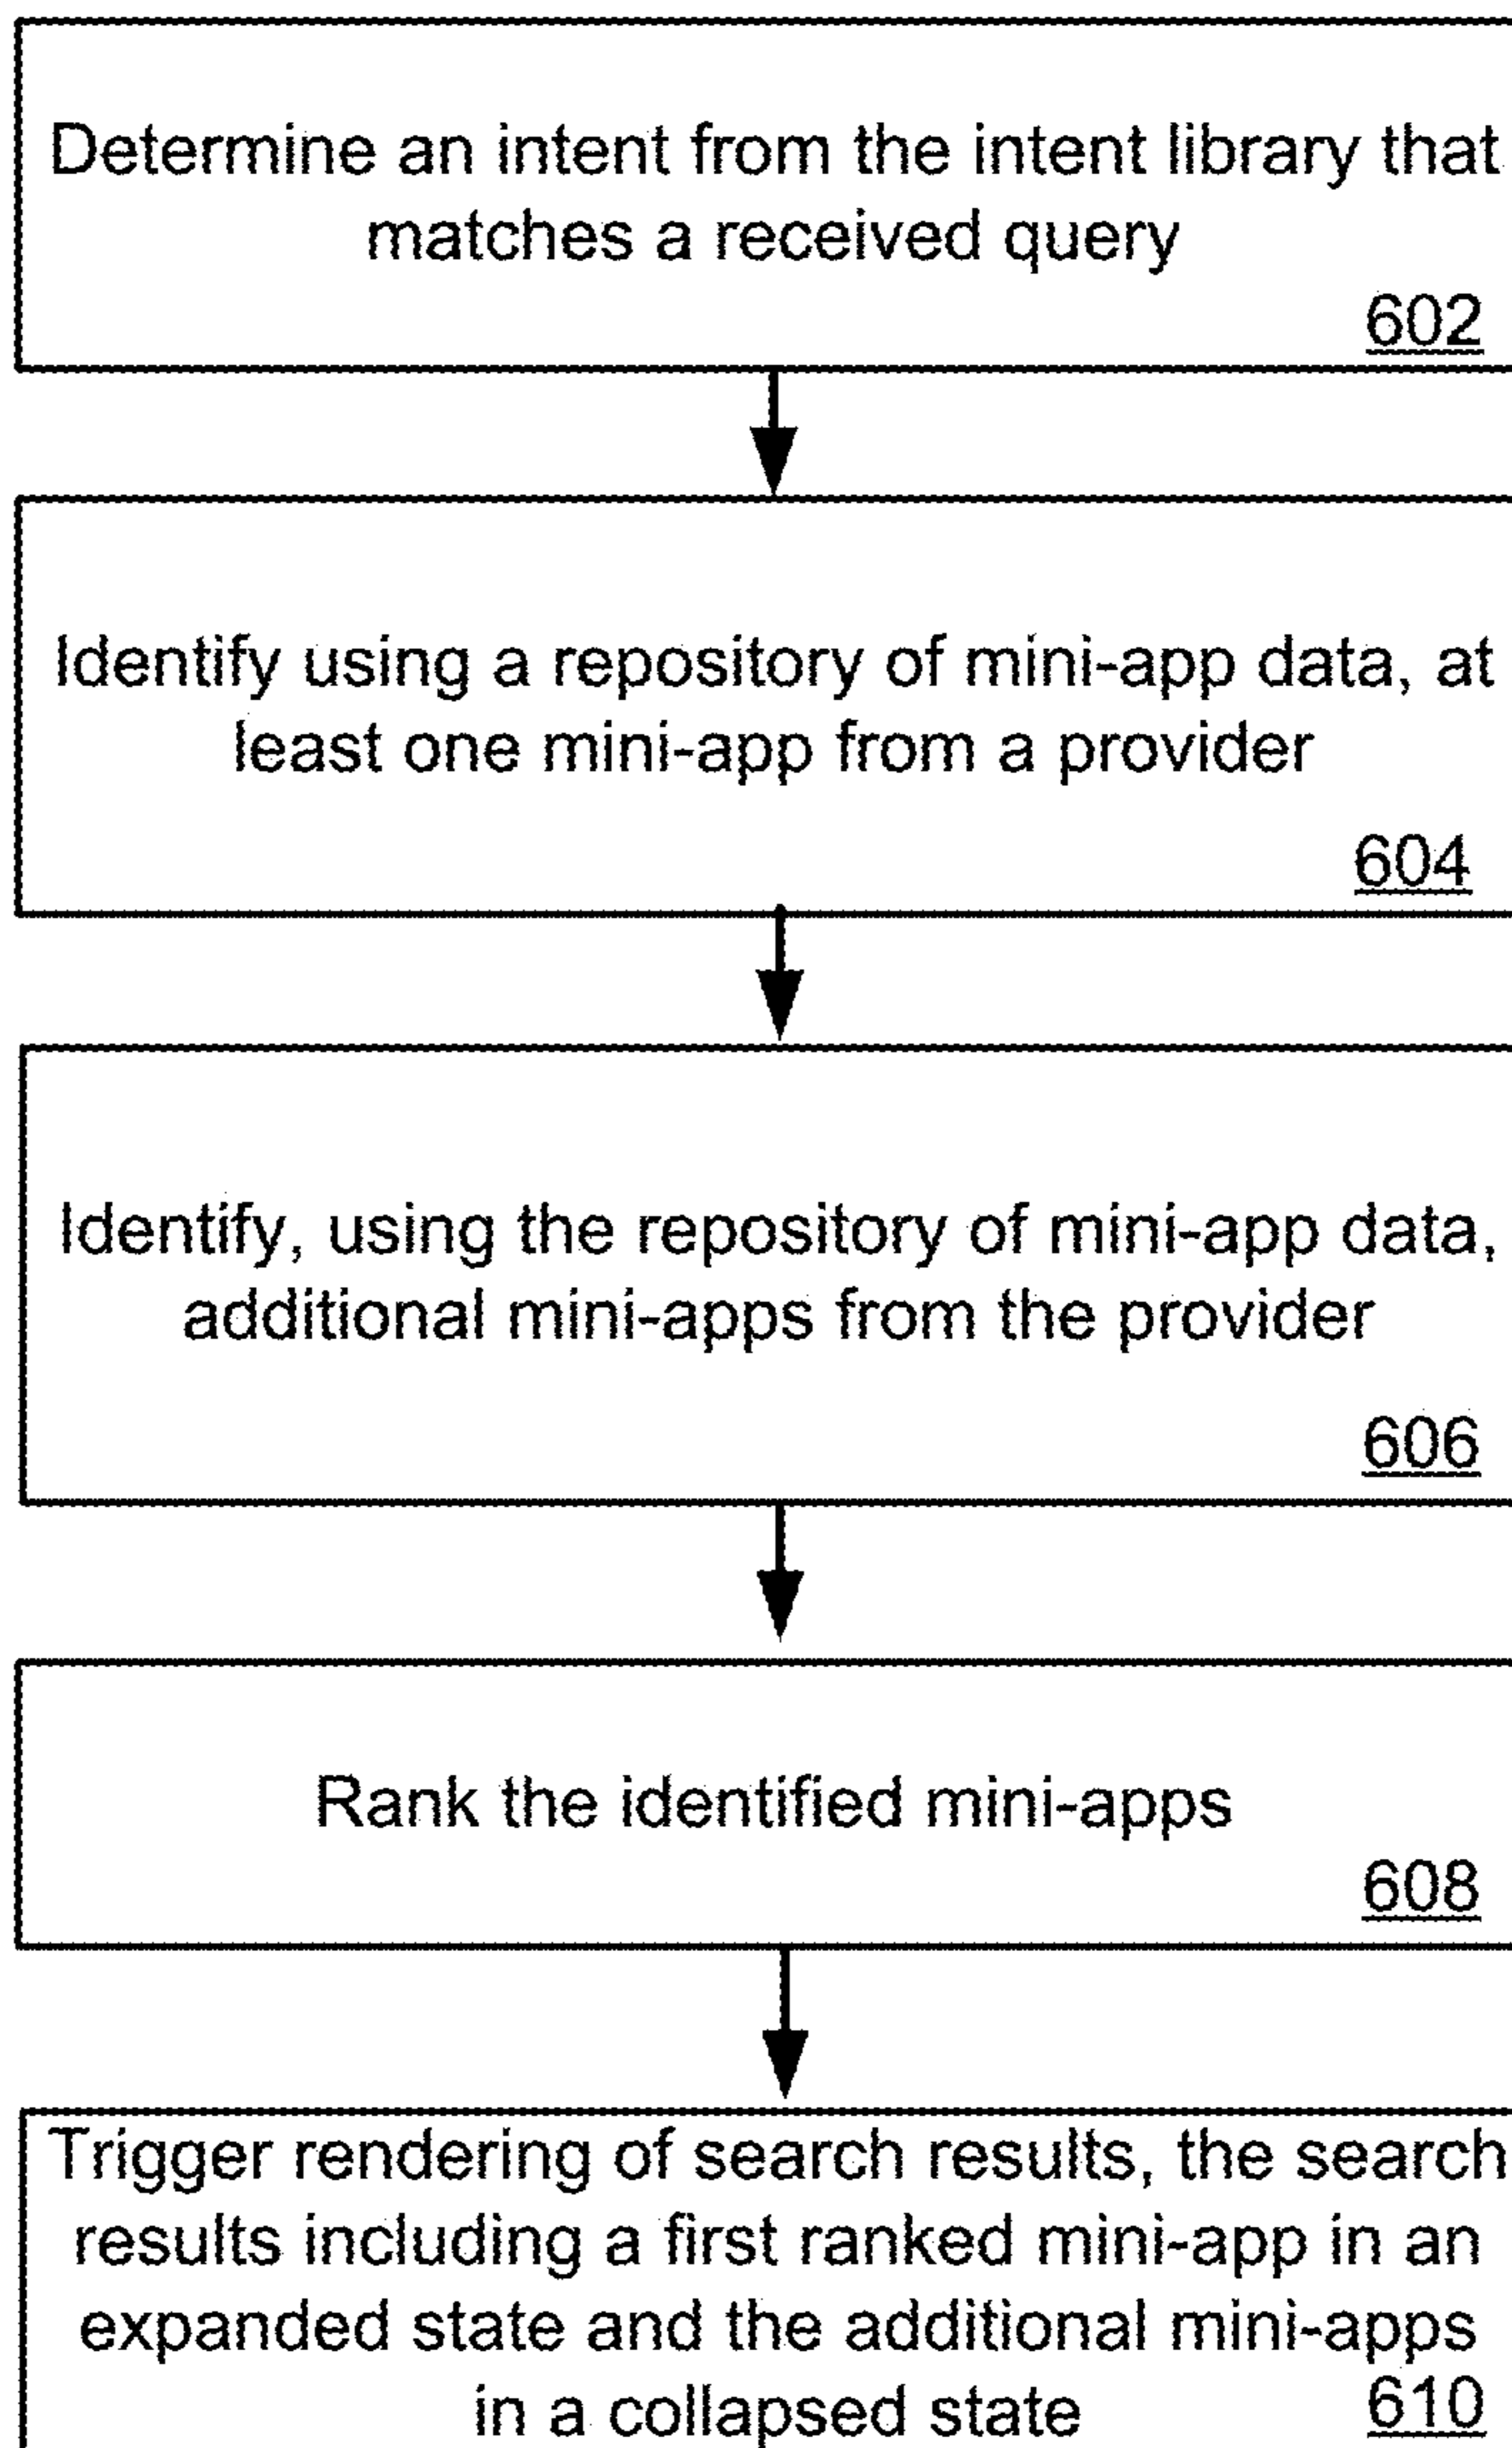 Determine an intent from the intent library that
matches a received query
602
Identify using a repository of mini-app data, at
least one mini-app from a provider
604
Identify, using the repository of mini-app data,
additional mini-apps from the provider
606
Rank the identified mini-apps
608
Trigger rendering of search results, the search
results including a first ranked mini-app in an
expanded state and the additional mini-apps
in a collapsed state 610